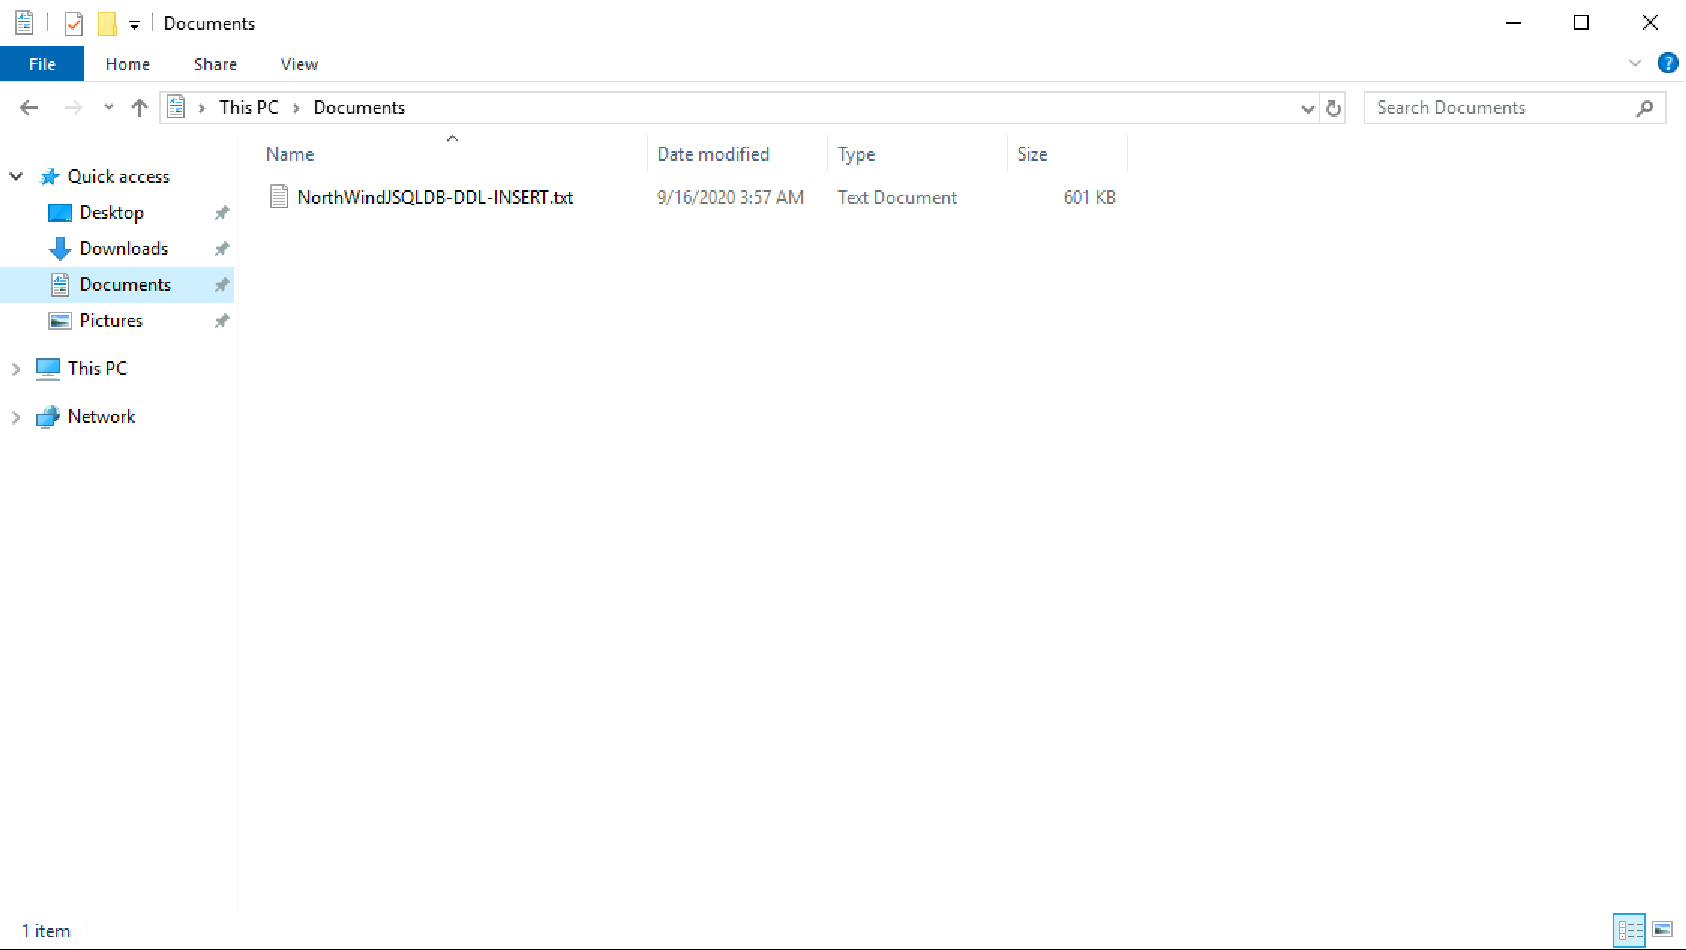 Documents
File Home Share View ?
This PC Documents Search Documents
Name Date modified Type Size
Quick access
NorthWindJSQLDB-DDL-INSERT.txt 9/16/2020 3:57 AM Text Document 601 KB
Desktop
Downloads
Documents
Pictures
This PC
Network
1 item